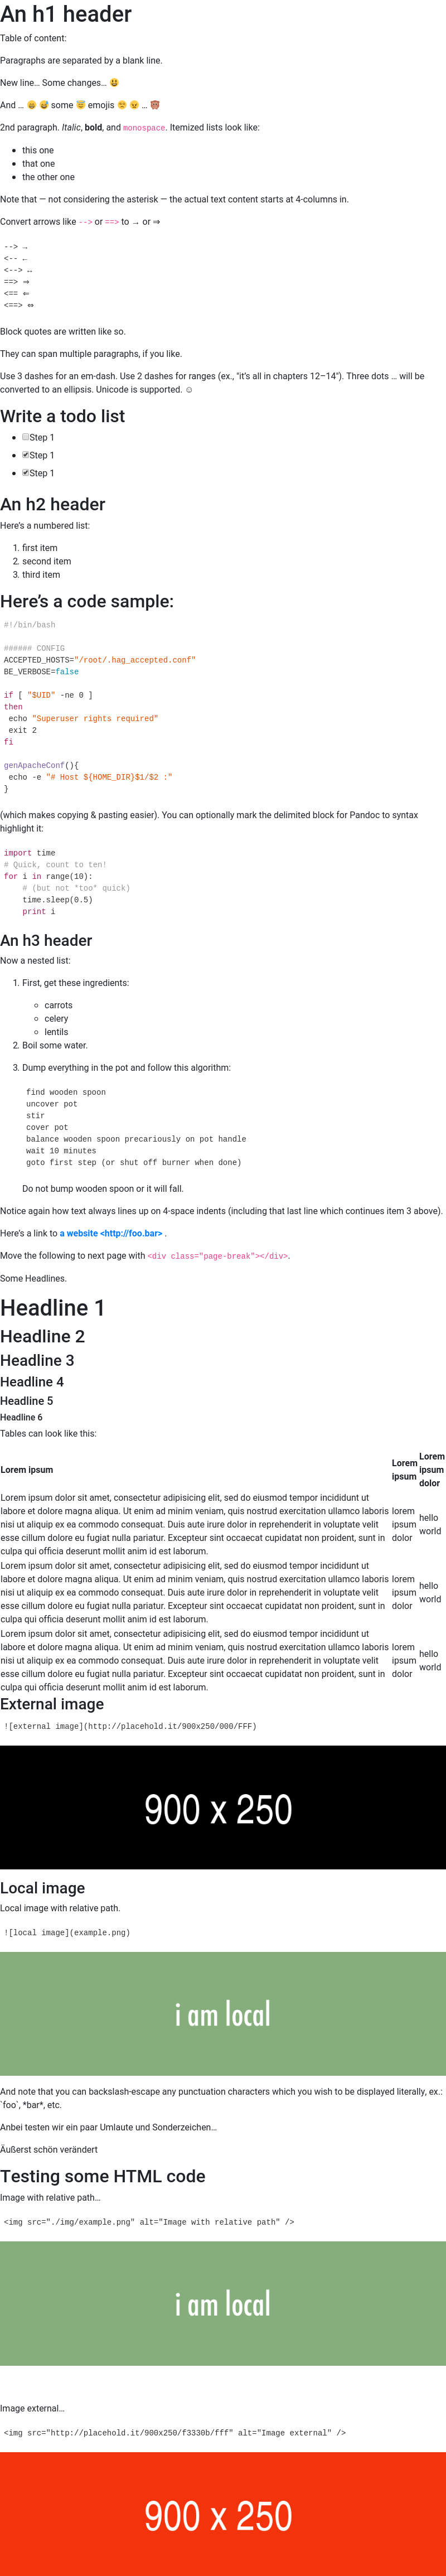 An h1 header
Table of content:
Paragraphs are separated by a blank line.
New line… Some changes… 😃
And … 😄 😅 some 😇 emojis 😕 😠 … 👹
2nd paragraph. Italic, bold, and monospace. Itemized lists look like:
• this one
• that one
• the other one
Note that — not considering the asterisk — the actual text content starts at 4-columns in.
Convert arrows like --> or ==> to → or ⇒
--> →
<-- ←
<--> ↔
==> ⇒
<== ⇐
<==> ⇔
Block quotes are written like so.
They can span multiple paragraphs, if you like.
Use 3 dashes for an em-dash. Use 2 dashes for ranges (ex., "it's all in chapters 12–14"). Three dots … will be
converted to an ellipsis. Unicode is supported. ☺
Write a todo list
• ☐Step 1
• ☑Step 1
• ☑Step 1
An h2 header
Here's a numbered list:
1. first item
2. second item
3. third item
Here's a code sample:
#!/bin/bash
###### CONFIG
ACCEPTED_HOSTS="/root/.hag_accepted.conf"
BE_VERBOSE=false
if [ "$UID" -ne 0 ]
then
 echo "Superuser rights required"
 exit 2
fi
genApacheConf(){
 echo -e "# Host ${HOME_DIR}$1/$2 :"
}
(which makes copying & pasting easier). You can optionally mark the delimited block for Pandoc to syntax
highlight it:
import time
# Quick, count to ten!
for i in range(10):
    # (but not *too* quick)
    time.sleep(0.5)
    print i
An h3 header
Now a nested list:
1. First, get these ingredients:
◦ carrots
◦ celery
◦ lentils
2. Boil some water.
3. Dump everything in the pot and follow this algorithm:
find wooden spoon
uncover pot
stir
cover pot
balance wooden spoon precariously on pot handle
wait 10 minutes
goto first step (or shut off burner when done)
Do not bump wooden spoon or it will fall.
Notice again how text always lines up on 4-space indents (including that last line which continues item 3 above).
Here's a link to a website <http://foo.bar> .
Move the following to next page with <div class="page-break"></div>.
Some Headlines.
Headline 1
Headline 2
Headline 3
Headline 4
Headline 5
Headline 6
Tables can look like this:
Lorem ipsum | Lorem ipsum | Lorem ipsum dolor
Lorem ipsum dolor sit amet, consectetur adipisicing elit, sed do eiusmod tempor incididunt ut
labore et dolore magna aliqua. Ut enim ad minim veniam, quis nostrud exercitation ullamco laboris
nisi ut aliquip ex ea commodo consequat. Duis aute irure dolor in reprehenderit in voluptate velit
esse cillum dolore eu fugiat nulla pariatur. Excepteur sint occaecat cupidatat non proident, sunt in
culpa qui officia deserunt mollit anim id est laborum.
lorem
ipsum
dolor
hello
world
Lorem ipsum dolor sit amet, consectetur adipisicing elit, sed do eiusmod tempor incididunt ut
labore et dolore magna aliqua. Ut enim ad minim veniam, quis nostrud exercitation ullamco laboris
nisi ut aliquip ex ea commodo consequat. Duis aute irure dolor in reprehenderit in voluptate velit
esse cillum dolore eu fugiat nulla pariatur. Excepteur sint occaecat cupidatat non proident, sunt in
culpa qui officia deserunt mollit anim id est laborum.
lorem
ipsum
dolor
hello
world
Lorem ipsum dolor sit amet, consectetur adipisicing elit, sed do eiusmod tempor incididunt ut
labore et dolore magna aliqua. Ut enim ad minim veniam, quis nostrud exercitation ullamco laboris
nisi ut aliquip ex ea commodo consequat. Duis aute irure dolor in reprehenderit in voluptate velit
esse cillum dolore eu fugiat nulla pariatur. Excepteur sint occaecat cupidatat non proident, sunt in
culpa qui officia deserunt mollit anim id est laborum.
lorem
ipsum
dolor
hello
world
External image
![external image](http://placehold.it/900x250/000/FFF)
900 x 250
Local image
Local image with relative path.
![local image](example.png)
i am local
And note that you can backslash-escape any punctuation characters which you wish to be displayed literally, ex.:
`foo`, *bar*, etc.
Anbei testen wir ein paar Umlaute und Sonderzeichen…
Äußerst schön verändert
Testing some HTML code
Image with relative path…
<img src="./img/example.png" alt="Image with relative path" />
i am local
Image external…
<img src="http://placehold.it/900x250/f3330b/fff" alt="Image external" />
900 x 250